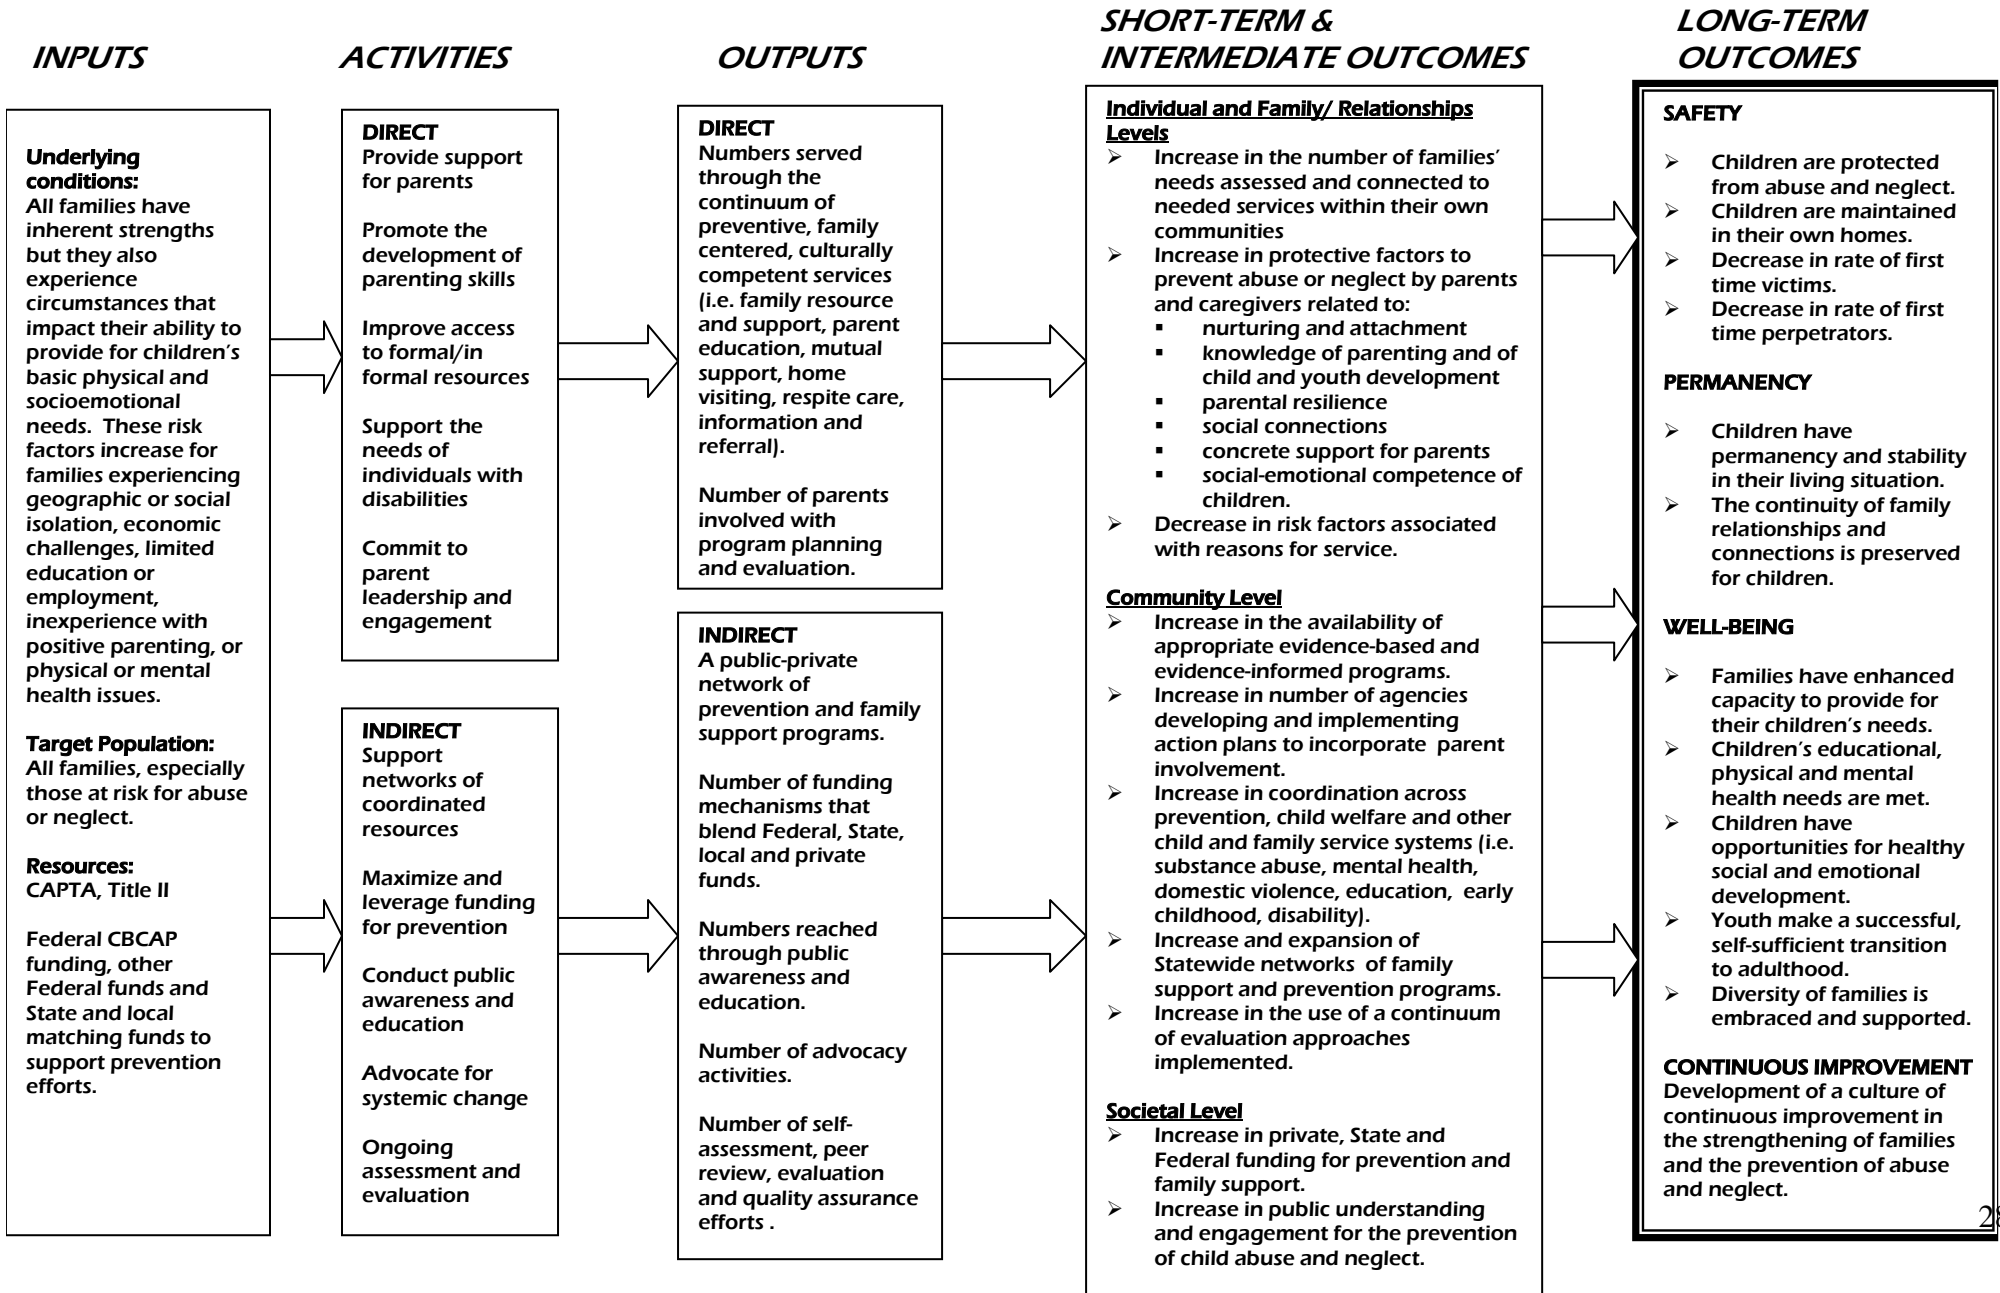 INPUTS
ACTIVITIES
OUTPUTS
SHORT-TERM &
INTERMEDIATE OUTCOMES
LONG-TERM
OUTCOMES
Underlying
conditions:
All families have
inherent strengths
but they also
experience
circumstances that
impact their ability to
provide for children's
basic physical and
socioemotional
needs. These risk
factors increase for
families experiencing
geographic or social
isolation, economic
challenges, limited
education or
employment,
inexperience with
positive parenting, or
physical or mental
health issues.
Target Population:
All families, especially
those at risk for abuse
or neglect.
Resources:
CAPTA, Title II
Federal CBCAP
funding, other
Federal funds and
State and local
matching funds to
support prevention
efforts.
DIRECT
Provide support
for parents
Promote the
development of
parenting skills
Improve access
to formal/in
formal resources
Support the
needs of
individuals with
disabilities
Commit to
parent
leadership and
engagement
INDIRECT
Support
networks of
coordinated
resources
Maximize and
leverage funding
for prevention
Conduct public
awareness and
education
Advocate for
systemic change
Ongoing
assessment and
evaluation
DIRECT
Numbers served
through the
continuum of
preventive, family
centered, culturally
competent services
(i.e. family resource
and support, parent
education, mutual
support, home
visiting, respite care,
information and
referral).
Number of parents
involved with
program planning
and evaluation.
INDIRECT
A public-private
network of
prevention and family
support programs.
Number of funding
mechanisms that
blend Federal, State,
local and private
funds.
Numbers reached
through public
awareness and
education.
Number of advocacy
activities.
Number of self-
assessment, peer
review, evaluation
and quality assurance
efforts .
Individual and Family/ Relationships
Levels
➢ Increase in the number of families'
needs assessed and connected to
needed services within their own
communities
➢ Increase in protective factors to
prevent abuse or neglect by parents
and caregivers related to:
▪ nurturing and attachment
▪ knowledge of parenting and of
child and youth development
▪ parental resilience
▪ social connections
▪ concrete support for parents
▪ social-emotional competence of
children.
➢ Decrease in risk factors associated
with reasons for service.
Community Level
➢ Increase in the availability of
appropriate evidence-based and
evidence-informed programs.
➢ Increase in number of agencies
developing and implementing
action plans to incorporate parent
involvement.
➢ Increase in coordination across
prevention, child welfare and other
child and family service systems (i.e.
substance abuse, mental health,
domestic violence, education, early
childhood, disability).
➢ Increase and expansion of
Statewide networks of family
support and prevention programs.
➢ Increase in the use of a continuum
of evaluation approaches
implemented.
Societal Level
➢ Increase in private, State and
Federal funding for prevention and
family support.
➢ Increase in public understanding
and engagement for the prevention
of child abuse and neglect.
SAFETY
➢ Children are protected
from abuse and neglect.
➢ Children are maintained
in their own homes.
➢ Decrease in rate of first
time victims.
➢ Decrease in rate of first
time perpetrators.
PERMANENCY
➢ Children have
permanency and stability
in their living situation.
➢ The continuity of family
relationships and
connections is preserved
for children.
WELL-BEING
➢ Families have enhanced
capacity to provide for
their children's needs.
➢ Children's educational,
physical and mental
health needs are met.
➢ Children have
opportunities for healthy
social and emotional
development.
➢ Youth make a successful,
self-sufficient transition
to adulthood.
➢ Diversity of families is
embraced and supported.
CONTINUOUS IMPROVEMENT
Development of a culture of
continuous improvement in
the strengthening of families
and the prevention of abuse
and neglect.